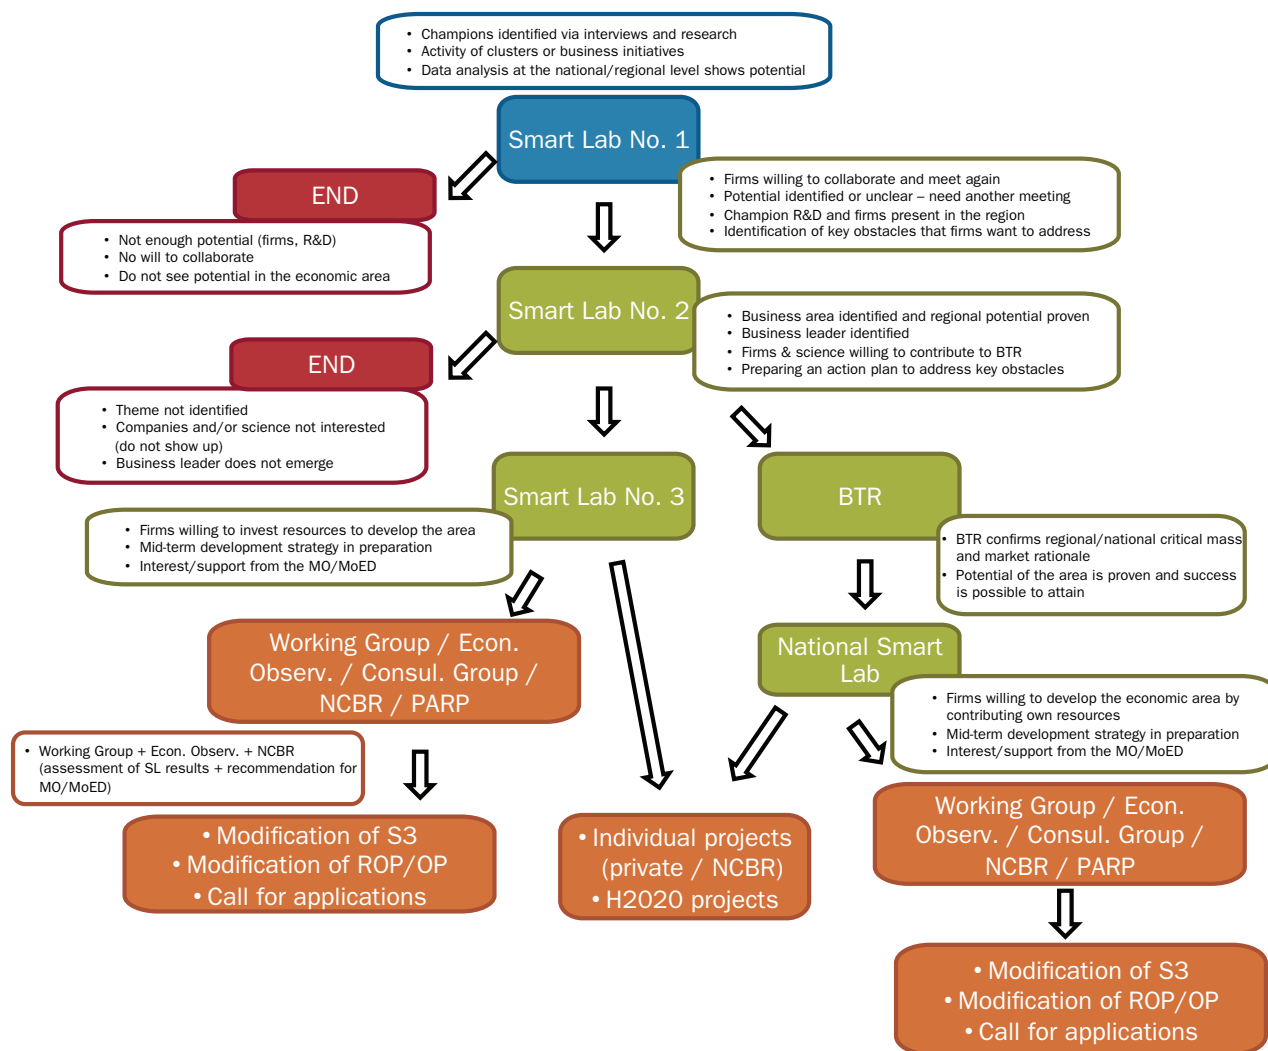 • Champions identified via interviews and research
• Activity of clusters or business initiatives
• Data analysis at the national/regional level shows potential
Smart Lab No. 1
• Firms willing to collaborate and meet again
• Potential identified or unclear – need another meeting
• Champion R&D and firms present in the region
• Identification of key obstacles that firms want to address
END
• Not enough potential (firms, R&D)
• No will to collaborate
• Do not see potential in the economic area
Smart Lab No. 2
• Business area identified and regional potential proven
• Business leader identified
• Firms & science willing to contribute to BTR
• Preparing an action plan to address key obstacles
END
• Theme not identified
• Companies and/or science not interested
(do not show up)
• Business leader does not emerge
Smart Lab No. 3
• Firms willing to invest resources to develop the area
• Mid-term development strategy in preparation
• Interest/support from the MO/MoED
BTR
• BTR confirms regional/national critical mass
and market rationale
• Potential of the area is proven and success
is possible to attain
Working Group / Econ.
Observ. / Consul. Group /
NCBR / PARP
National Smart
Lab
• Firms willing to develop the economic area by
contributing own resources
• Mid-term development strategy in preparation
• Interest/support from the MO/MoED
• Working Group + Econ. Observ. + NCBR
(assessment of SL results + recommendation for
MO/MoED)
• Modification of S3
• Modification of ROP/OP
• Call for applications
• Individual projects
(private / NCBR)
• H2020 projects
Working Group / Econ.
Observ. / Consul. Group /
NCBR / PARP
• Modification of S3
• Modification of ROP/OP
• Call for applications